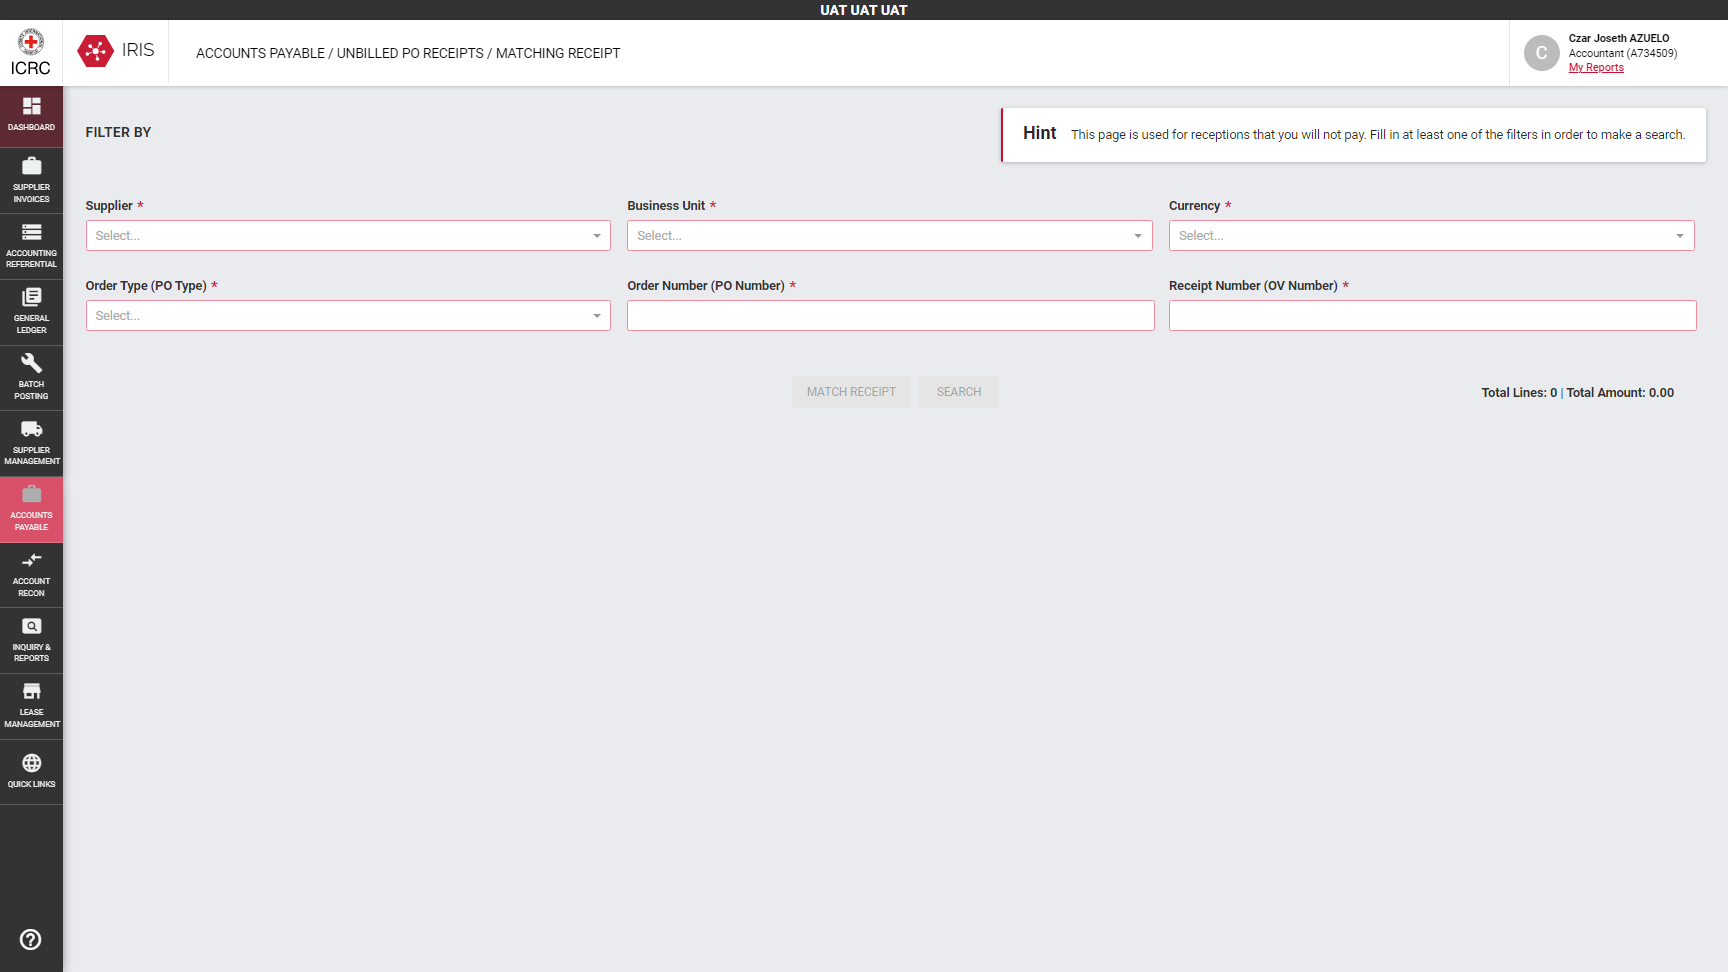 UAT UAT UAT
ICRC
IRIS
ACCOUNTS PAYABLE / UNBILLED PO RECEIPTS / MATCHING RECEIPT
C
Czar Joseth AZUELO
Accountant (A734509)
My Reports
DASHBOARD
SUPPLIER
INVOICES
ACCOUNTING
REFERENTIAL
GENERAL
LEDGER
BATCH
POSTING
SUPPLIER
MANAGEMENT
ACCOUNTS
PAYABLE
ACCOUNT
RECON
INQUIRY &
REPORTS
LEASE
MANAGEMENT
QUICK LINKS
FILTER BY
Hint This page is used for receptions that you will not pay. Fill in at least one of the filters in order to make a search.
Supplier *
Select...
Business Unit *
Select...
Currency *
Select...
Order Type (PO Type) *
Select...
Order Number (PO Number) *
Receipt Number (OV Number) *
MATCH RECEIPT
SEARCH
Total Lines: 0 | Total Amount: 0.00